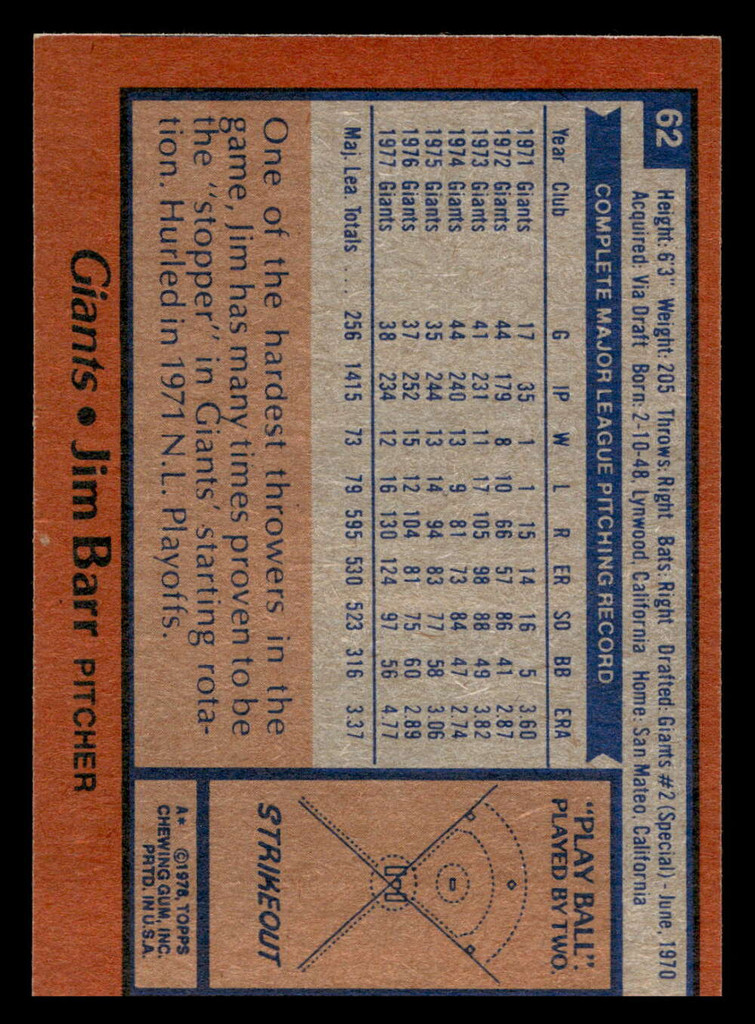 62
Height: 6'3" Weight: 205 Throws: Right Bats: Right Drafted: Giants #2 (Special) - June, 1970
Acquired: Via Draft Born: 2-10-48, Lynwood, California Home: San Mateo, California
COMPLETE MAJOR LEAGUE PITCHING RECORD
Year Club G IP W L R ER SO BB ERA
1971 Giants 17 35 1 1 15 14 16 5 3.60
1972 Giants 44 179 8 10 66 57 86 41 2.87
1973 Giants 41 231 11 17 105 98 88 49 3.82
1974 Giants 44 240 13 9 81 73 84 47 2.74
1975 Giants 35 244 13 14 94 83 77 58 3.06
1976 Giants 37 252 15 12 104 81 75 60 2.89
1977 Giants 38 234 12 16 130 124 97 56 4.77
Maj. Lea. Totals .... 256 1415 73 79 595 530 523 316 3.37
One of the hardest throwers in the
game, Jim has many times proven to be
the "stopper" in Giants' starting rota-
tion. Hurled in 1971 N.L. Playoffs.
"PLAY BALL":
PLAYED BY TWO.
STRIKEOUT
A* ©1978, TOPPS
CHEWING GUM, INC.
PRTD. IN U.S.A.
Giants • Jim Barr PITCHER